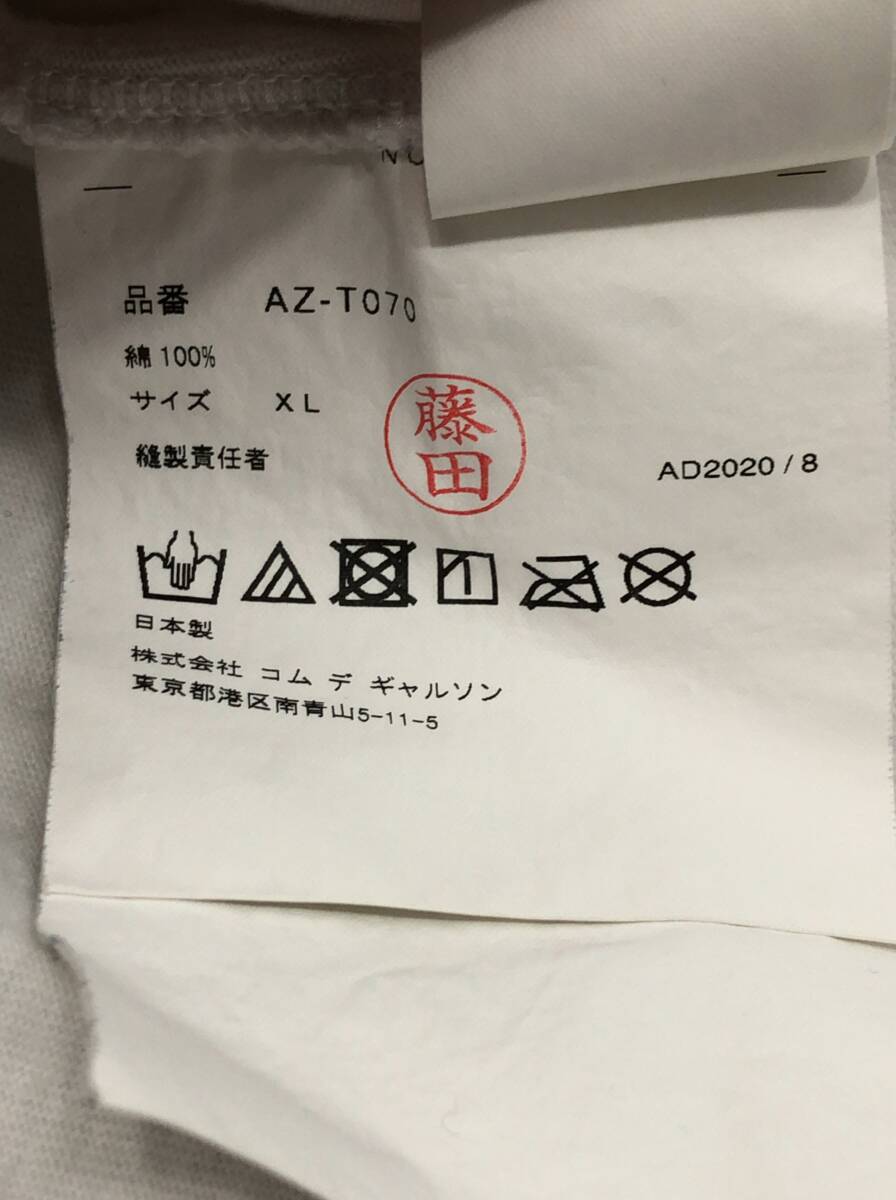 品番 AZ-T070
綿 100%
サイズ XL
縫製責任者
藤田
AD2020 / 8
日本製
株式会社 コム デ ギャルソン
東京都港区南青山5-11-5